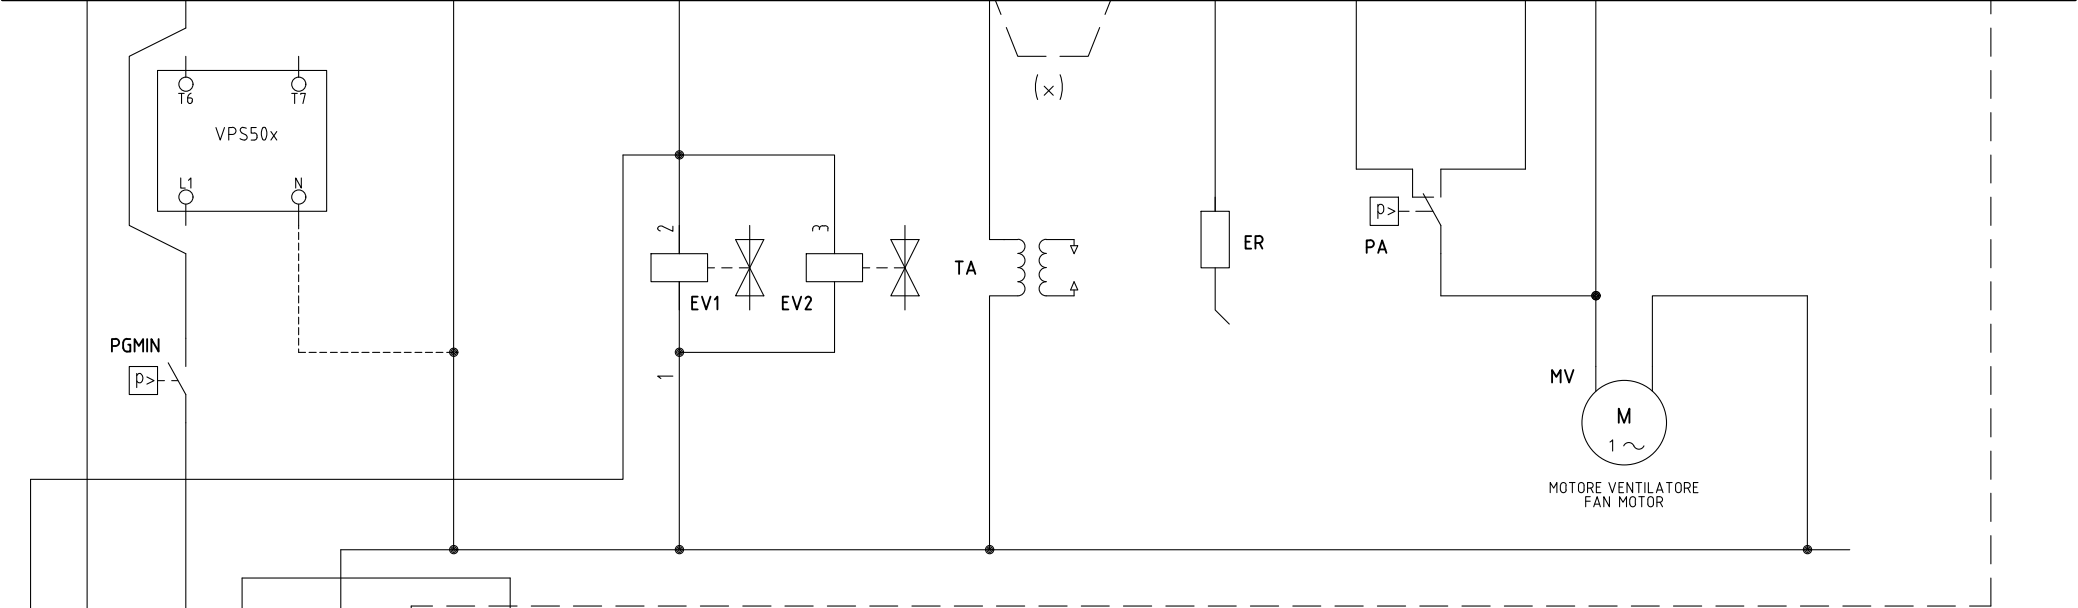 (x)
T6
T7
VPS50x
L1
N
2
3
p>
PA
ER
TA
EV1
EV2
PGMIN
p>
1
MV
M
1~
MOTORE VENTILATORE
FAN MOTOR